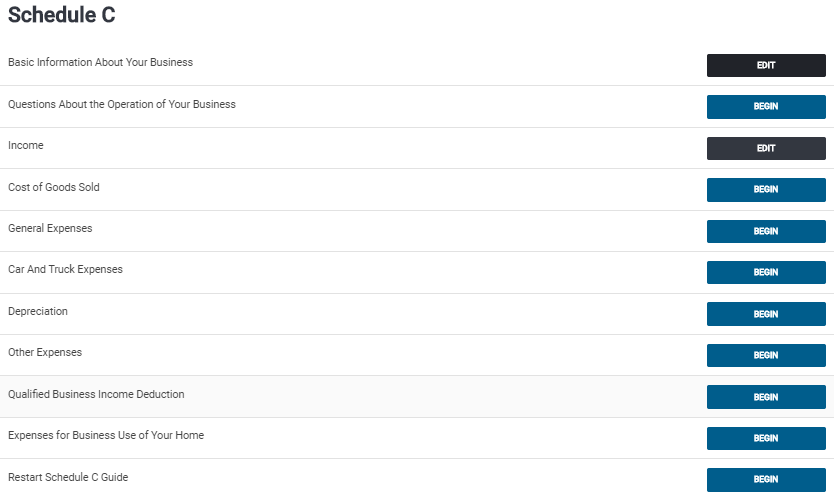 Schedule C
Basic Information About Your Business
EDIT
Questions About the Operation of Your Business
BEGIN
Income
EDIT
Cost of Goods Sold
BEGIN
General Expenses
BEGIN
Car And Truck Expenses
BEGIN
Depreciation
BEGIN
Other Expenses
BEGIN
Qualified Business Income Deduction
BEGIN
Expenses for Business Use of Your Home
BEGIN
Restart Schedule C Guide
BEGIN